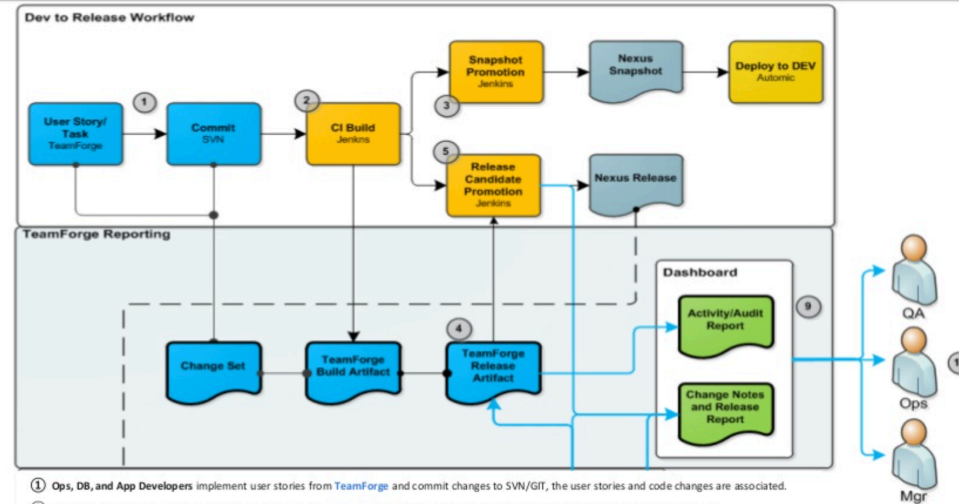 Dev to Release Workflow
Snapshot
Promotion
Jenkins
Nexus
Snapshot
Deploy to DEV
Automic
1
2
3
User Story/
Task
TeamForge
Commit
SVN
CI Build
Jenkns
5
Release
Candidate
Promotion
Jenkins
Nexus Release
TeamForge Reporting
Dashboard
Activity/Audit
Report
9
QA
4
Change Set
TeamForge
Build Artifact
TeamForge
Release
Artifact
Change Notes
and Release
Report
Ops
Mgr
1 Ops, DB, and App Developers implement user stories from TeamForge and commit changes to SVN/GIT, the user stories and code changes are associated.